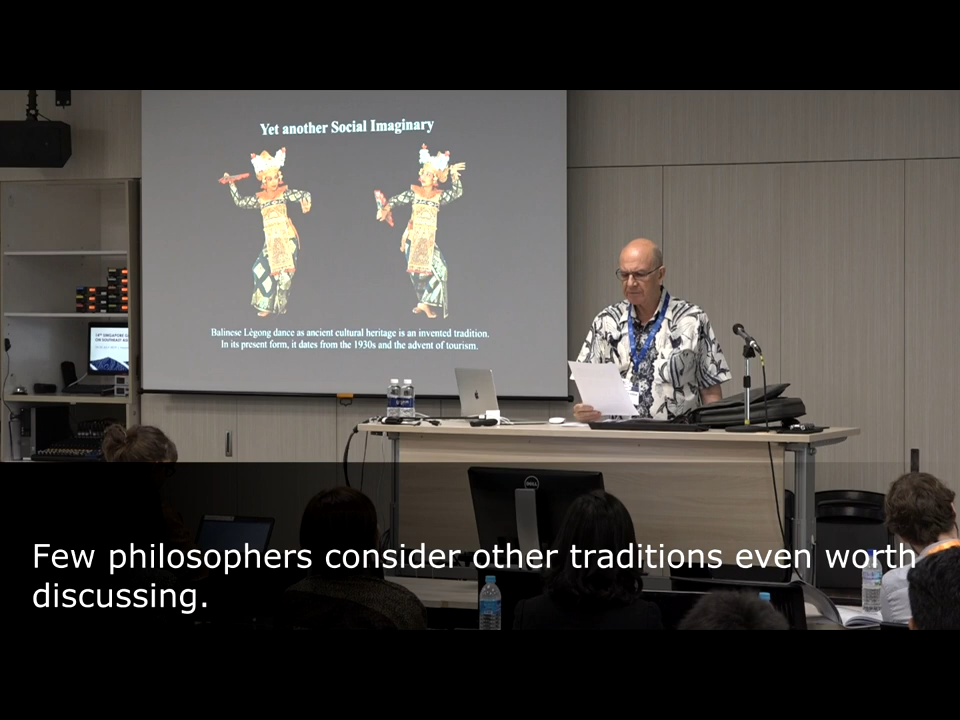 Yet another Social Imaginary
Balinese Légong dance as ancient cultural heritage is an invented tradition.
In its present form, it dates from the 1930s and the advent of tourism.
DELL
Few philosophers consider other traditions even worth
discussing.